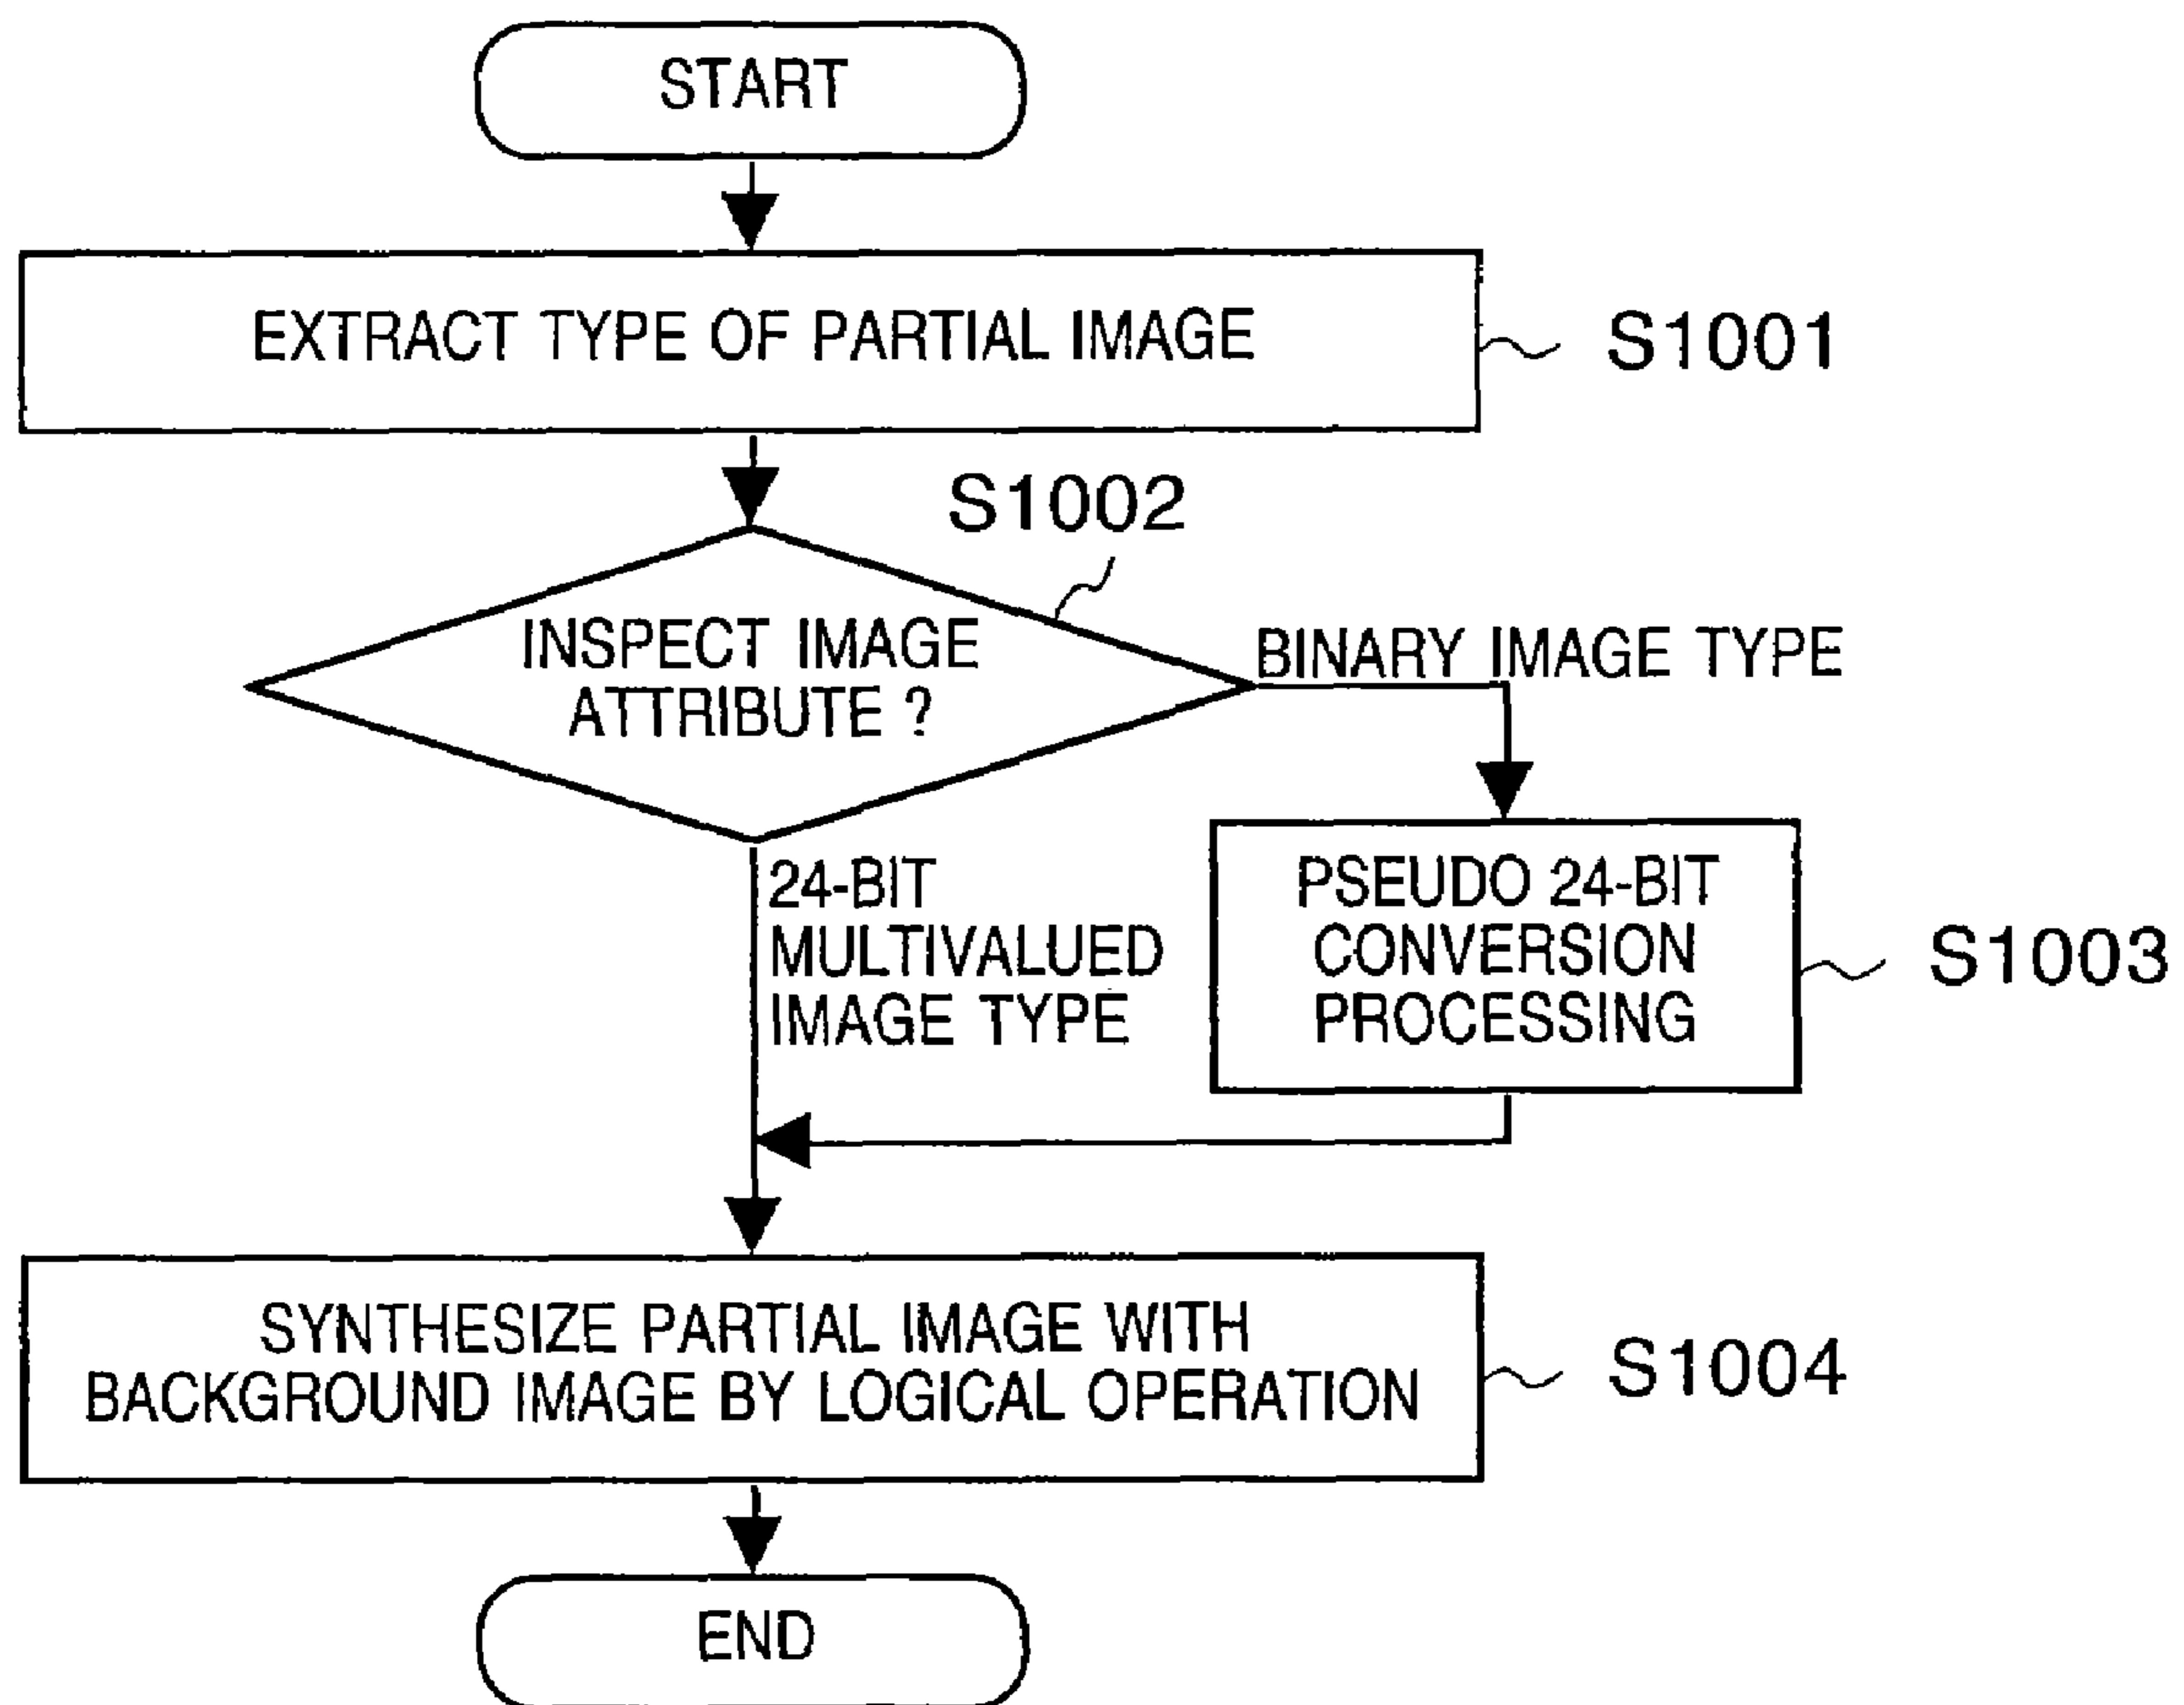 START
EXTRACT TYPE OF PARTIAL IMAGE
S1001
S1002
INSPECT IMAGE
ATTRIBUTE ?
BINARY IMAGE TYPE
24-BIT
MULTIVALUED
IMAGE TYPE
PSEUDO 24-BIT
CONVERSION
PROCESSING
S1003
SYNTHESIZE PARTIAL IMAGE WITH
BACKGROUND IMAGE BY LOGICAL OPERATION
S1004
END